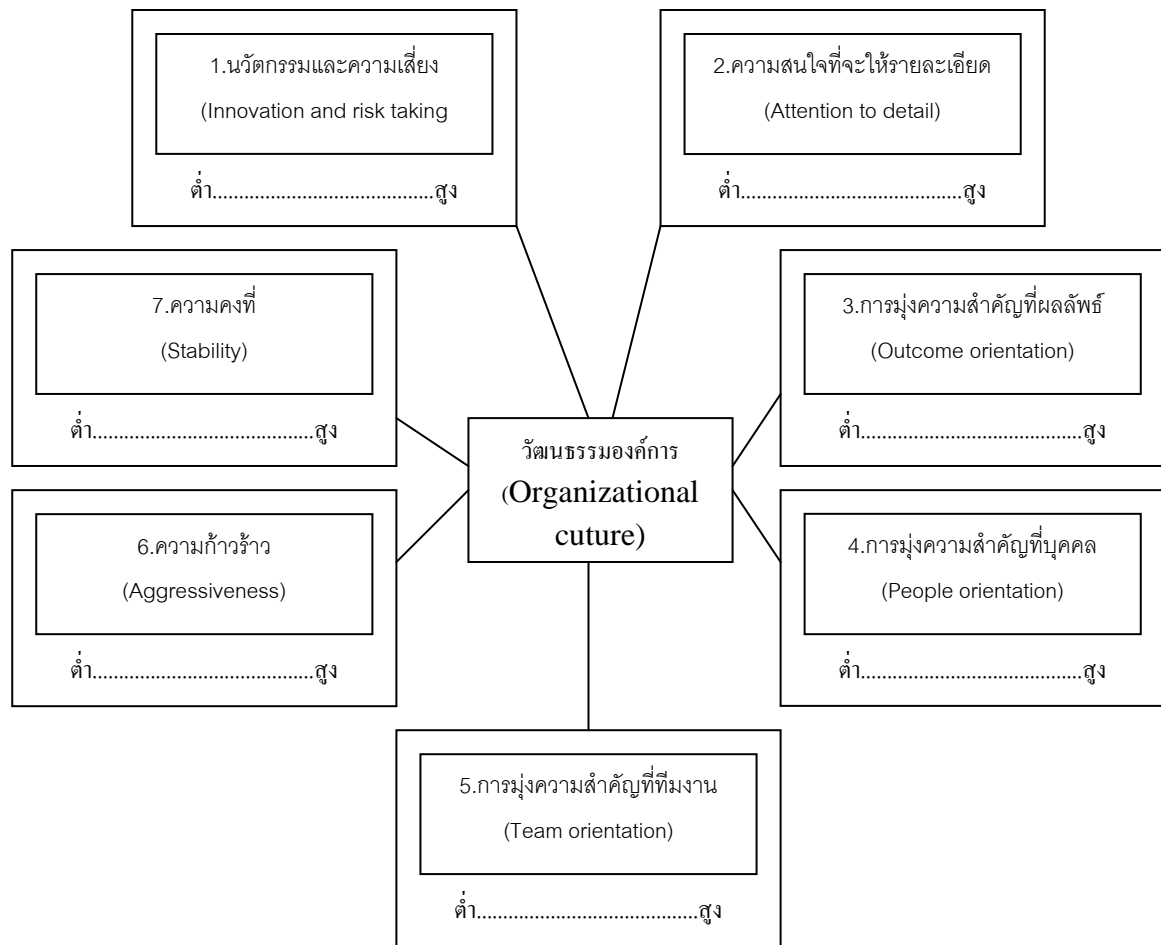 1.นวัตกรรมและความเสี่ยง
(Innovation and risk taking
ต่ำ..........................................สูง
2.ความสนใจที่จะให้รายละเอียด
(Attention to detail)
ต่ำ..........................................สูง
7.ความคงที่
(Stability)
ต่ำ..........................................สูง
3.การมุ่งความสำคัญที่ผลลัพธ์
(Outcome orientation)
ต่ำ..........................................สูง
วัฒนธรรมองค์การ
(Organizational
cuture)
6.ความก้าวร้าว
(Aggressiveness)
ต่ำ..........................................สูง
4.การมุ่งความสำคัญที่บุคคล
(People orientation)
ต่ำ..........................................สูง
5.การมุ่งความสำคัญที่ทีมงาน
(Team orientation)
ต่ำ..........................................สูง